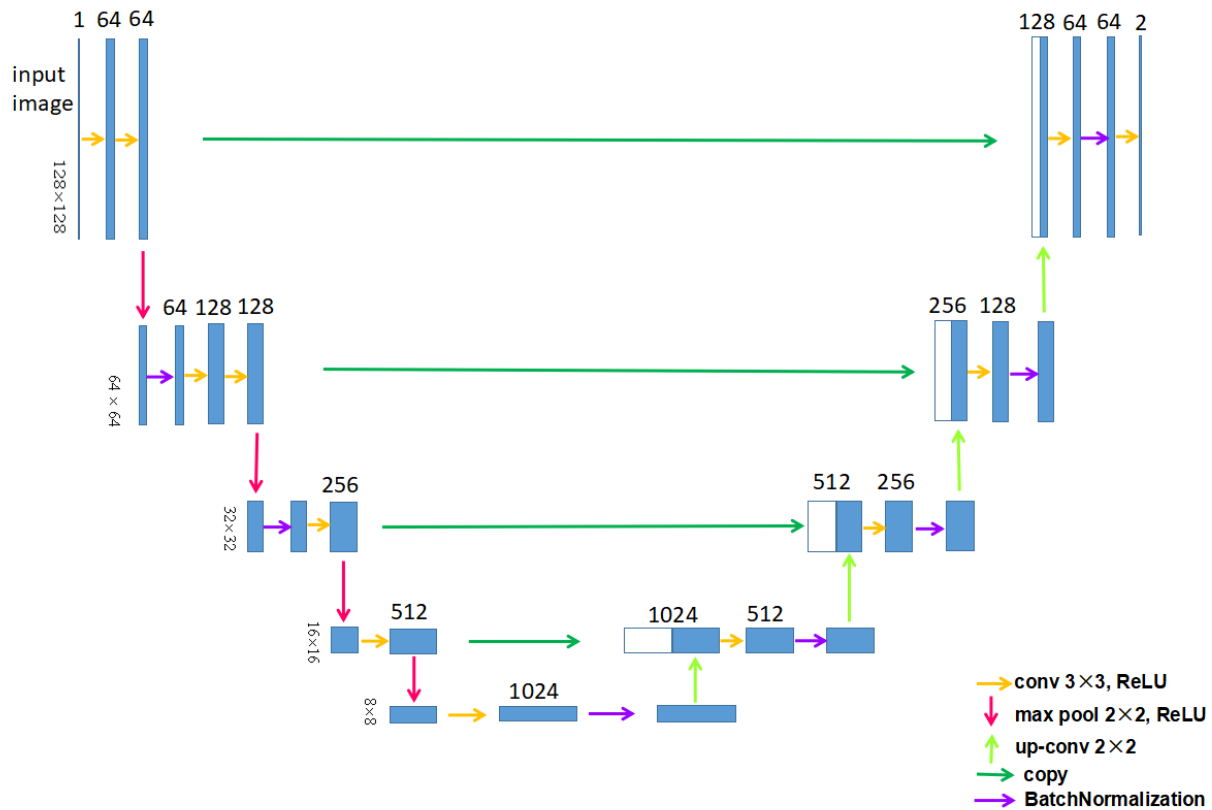 1 64 64
128 64 64 2
input
image
128×128
64 128 128
256 128
64×64
256
512 256
32×32
512
1024 512
16×16
1024
8×8
conv 3×3, ReLU
max pool 2×2, ReLU
up-conv 2×2
copy
BatchNormalization